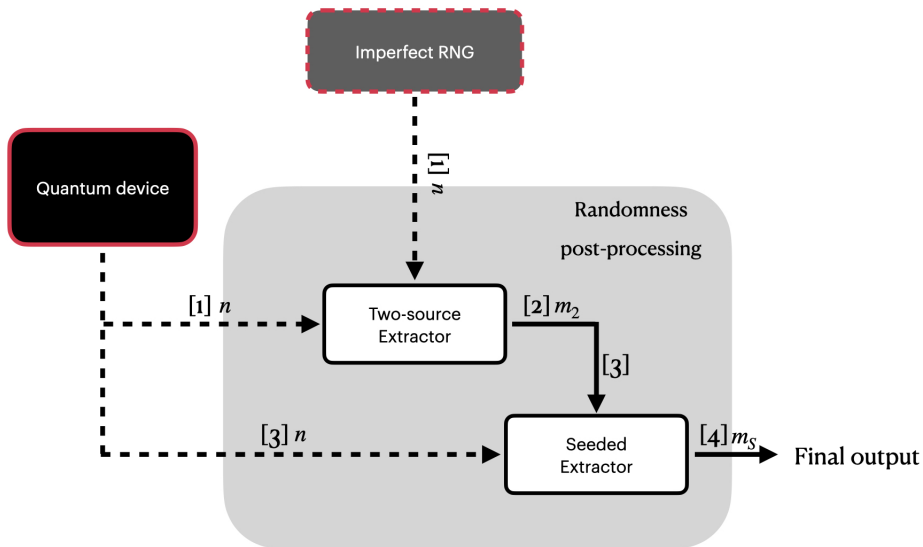 Imperfect RNG
Quantum device
[1] n
Randomness
post-processing
[1] n
Two-source
Extractor
[2] m₂
[3]
[3] n
Seeded
Extractor
[4] mₛ
Final output